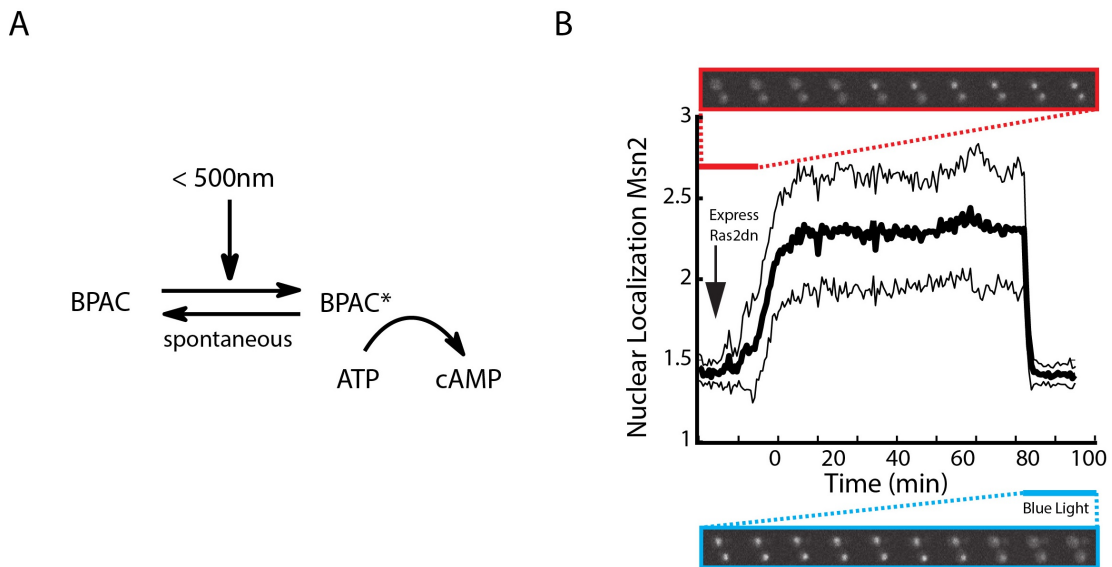 A
< 500nm
BPAC
BPAC*
spontaneous
ATP
cAMP
B
3
2.5
2
1.5
1
Nuclear Localization Msn2
Express
Ras2dn
0
20
40
60
80
100
Time (min)
Blue Light